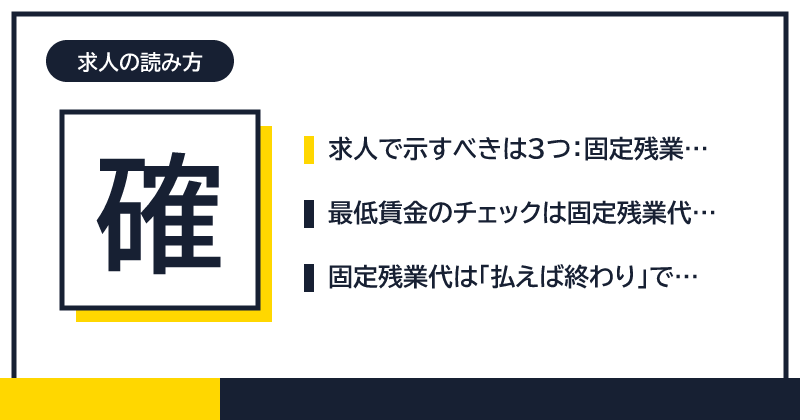 求人の読み方
確
求人で示すべきは3つ：固定残業…
最低賃金のチェックは固定残業代…
固定残業代は「払えば終わり」で…